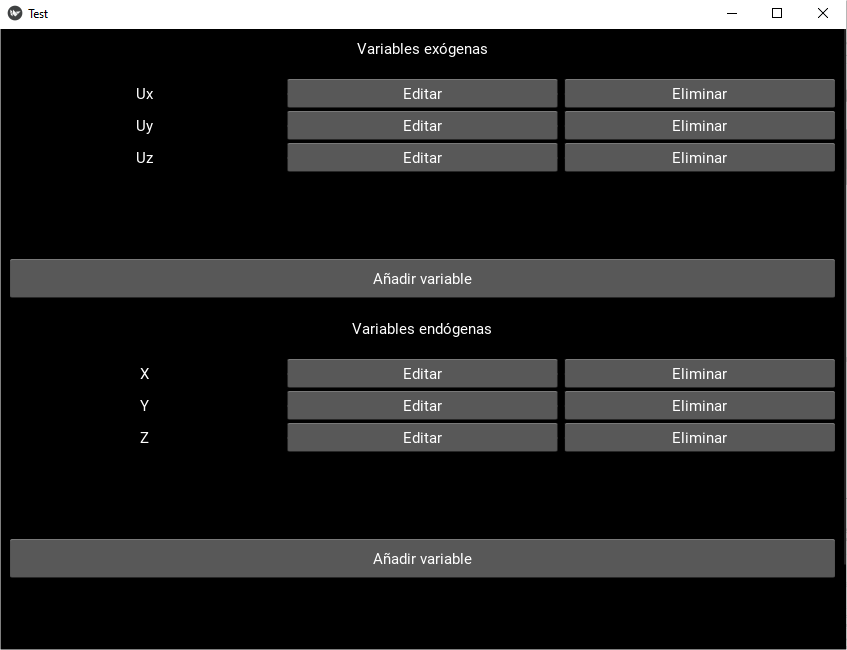 Test
Variables exógenas
Ux Editar Eliminar
Uy Editar Eliminar
Uz Editar Eliminar
Añadir variable
Variables endógenas
X Editar Eliminar
Y Editar Eliminar
Z Editar Eliminar
Añadir variable